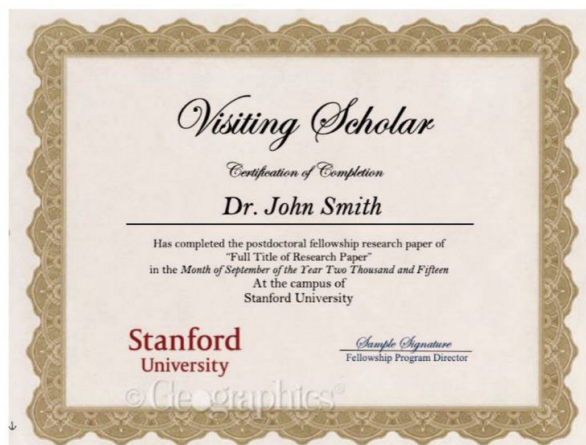 Visiting Scholar
Certification of Completion
Dr. John Smith
Has completed the postdoctoral fellowship research paper of
"Full Title of Research Paper"
in the Month of September of the Year Two Thousand and Fifteen
At the campus of
Stanford University
Stanford
University
Sample Signature
Fellowship Program Director
©Geographics®